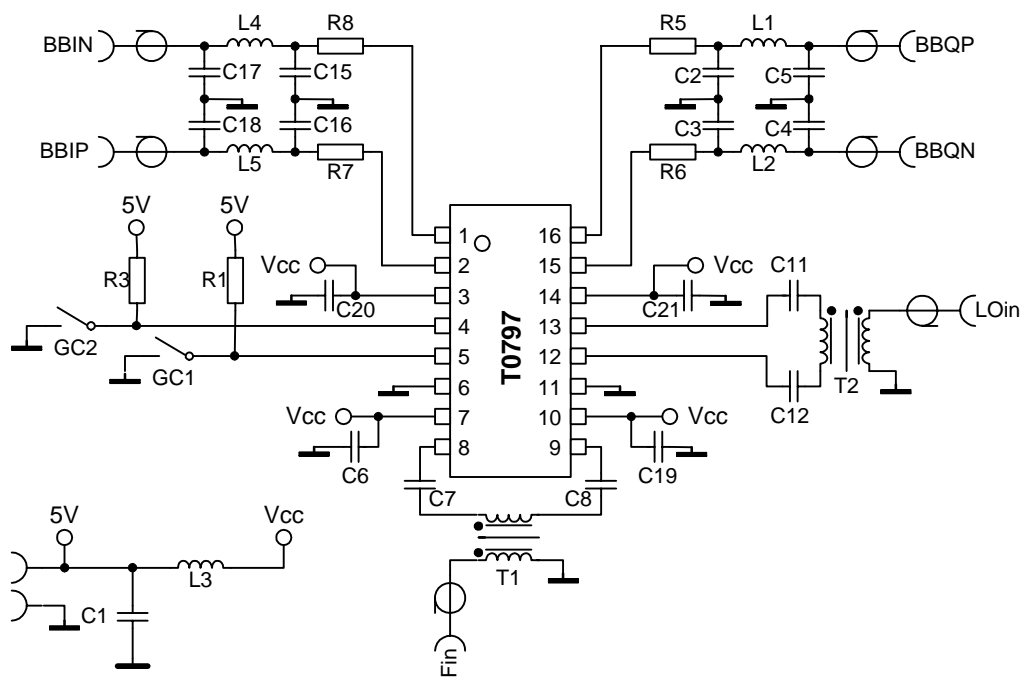 L4 R8 R5 L1
BBIN BBQP
C17 C15 C2 C5
C18 C16 C3 C4
BBIP BBQN
L5 R7 R6 L2
5V 5V
1 16
R3 R1 Vcc 2 15 Vcc C11
C20 3 14 C21
4 13 LOin
GC2 T0797
5 12
GC1 6 11 T2
C12
Vcc 7 10 Vcc
C6 8 9 C19
C7 C8
5V Vcc
L3 T1
C1
Fin